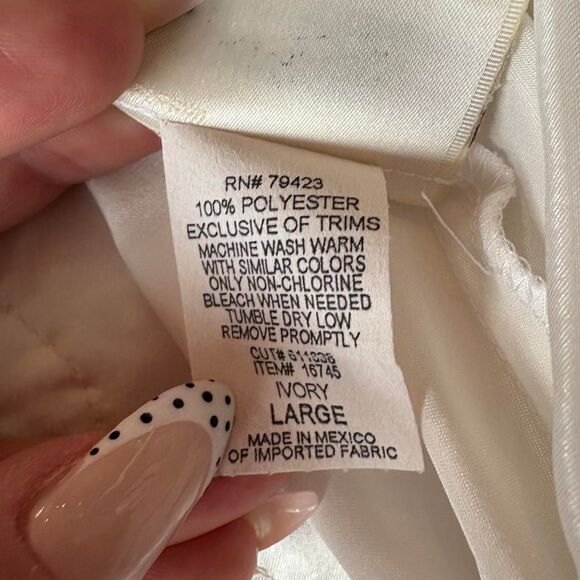 RN# 79423
100% POLYESTER
EXCLUSIVE OF TRIMS
MACHINE WASH WARM
WITH SIMILAR COLORS
ONLY NON-CHLORINE
BLEACH WHEN NEEDED
TUMBLE DRY LOW
REMOVE PROMPTLY
CUT#
ITEM# 16745
IVORY
LARGE
MADE IN MEXICO
OF IMPORTED FABRIC